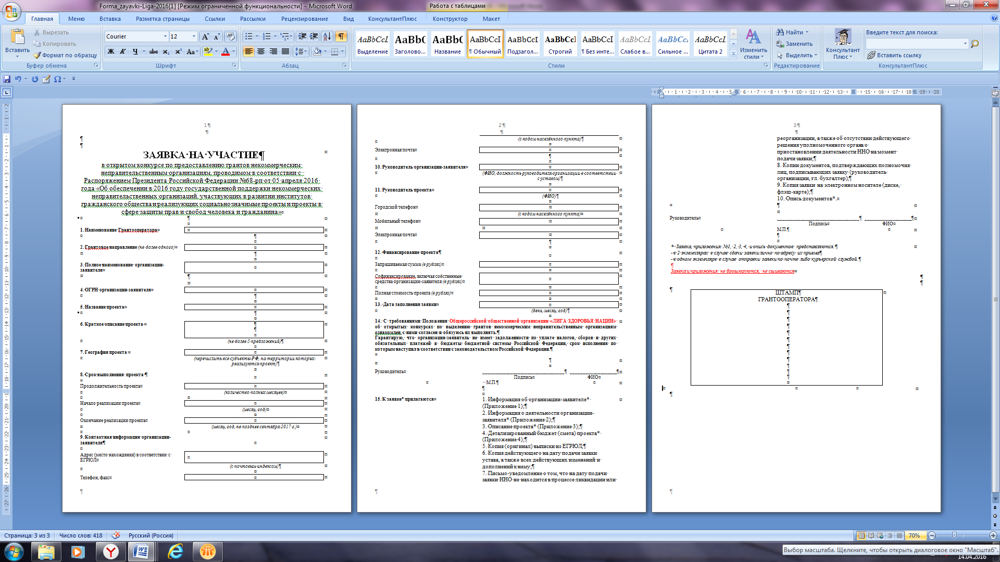 Forma_zayavki-Liga-2016[1] [Режим ограниченной функциональности] - Microsoft Word
Работа с таблицами
Главная Меню Вставка Разметка страницы Ссылки Рассылки Рецензирование Вид КонсультантПлюс Конструктор Макет
Вставить
Вырезать
Копировать
Формат по образцу
Буфер обмена
Courier 12
Ж К Ч abc x₂ x² Aa
Шрифт
Абзац
AaBbCcI AaBbC AaBbC AaBbCcI AaBbCcI AaBbCcI AaBbCcI AaBbCcI AaBbCcI AaBbCcI
Выделение Заголово... Название ¶ Обычный Подзагол... Строгий ¶ Без инте... Слабое в... Сильное ... Цитата 2
Изменить стили
Стили
Найти
Заменить
Выделить
Редактирование
Консультант Плюс
Введите текст для поиска:
Вставить ссылку
КонсультантПлюс
1¶
ЗАЯВКА НА УЧАСТИЕ¶
в открытом конкурсе по предоставлению грантов некоммерческим
неправительственным организациям, проводимом в соответствии с
Распоряжением Президента Российской Федерации №68-рп от 05 апреля 2016
года «Об обеспечении в 2016 году государственной поддержки некоммерческих
неправительственных организаций, участвующих в развитии институтов
гражданского общества и реализующих социально значимые проекты и проекты в
сфере защиты прав и свобод человека и гражданина»¤
1. Наименование Грантооператора¤
2. Грантовое направление (не более одного)¤
3. Полное наименование организации-
заявителя¤
4. ОГРН организации-заявителя¤
5. Название проекта¤
6. Краткое описание проекта¤
(не более 5 предложений)¶
7. География проекта ¤
(перечислить все субъекты РФ, на территории которых
реализуются проект)¶
8. Срок выполнения проекта ¶
Продолжительность проекта¤
(количество полных месяцев)¤
Начало реализации проекта¤
(месяц, год)¤
Окончание реализации проекта¤
(месяц, год, не позднее сентября 2017 г.)¤
9. Контактная информация организации-
заявителя¶
Адрес (место нахождения) в соответствии с
ЕГРЮЛ¤
(с почтовым индексом)¶
Телефон, факс¤
2¶
(с кодом населённого пункта)¶
Электронная почта¤
10. Руководитель организации-заявителя¤
(ФИО, должность руководителя организации в соответствии
с уставом)¶
11. Руководитель проекта¤
(ФИО)¶
Городской телефон¤
(с кодом населённого пункта)¤
Мобильный телефон¤
Электронная почта¤
12. Финансирование проекта¶
Запрашиваемая сумма (в рублях)¤
Софинансирование, включая собственные
средства организации-заявителя (в рублях)¤
Полная стоимость проекта (в рублях)¤
13. Дата заполнения заявки¤
(день, месяц, год)¶
14. С требованиями Положения Общероссийской общественной организации «ЛИГА ЗДОРОВЬЯ НАЦИИ»
об открытых конкурсах по выделению грантов некоммерческим неправительственным организациям
ознакомлен, с ними согласен и обязуюсь их выполнять.¶
Гарантирую, что организация-заявитель не имеет задолженности по уплате налогов, сборов и других
обязательных платежей в бюджеты бюджетной системы Российской Федерации, срок исполнения по
которым наступил в соответствии с законодательством Российской Федерации.¶
Руководитель¤
Подпись¤ ФИО¤
М.П.¶
15. К заявке* прилагаются¤
1. Информация об организации-заявителе*
(Приложение 1);¶
2. Информация о деятельности организации-
заявителя* (Приложение 2);¶
3. Описание проекта* (Приложение 3);¶
4. Детализированный бюджет (смета) проекта*
(Приложение 4);¶
5. Копия (оригинал) выписки из ЕГРЮЛ;¶
6. Копия действующего на дату подачи заявки
устава, а также всех действующих изменений и
дополнений к нему;¶
7. Письмо-уведомление о том, что на дату подачи
заявки ННО не находится в процессе ликвидации или
3¶
реорганизации, а также об отсутствии действующего
решения уполномоченного органа о
приостановлении деятельности ННО на момент
подачи заявки;¶
8. Копии документов, подтверждающих полномочия
лиц, подписывающих заявку (руководитель
организации, гл. бухгалтер);¶
9. Копия заявки на электронном носителе (диске,
флэш-карте);¶
10. Опись документов*.¤
Руководитель¤
Подпись¤ ФИО¤
М.П.¶
* Заявка, приложения №1, 2, 3, 4, и опись документов представляются:¶
- в 2 экземплярах в случае сдачи заявки лично по адресу их приема¶
- в одном экземпляре в случае отправки заявки по почте либо курьерской службой.¶
Заявка и приложения не брошюруются, не сшиваются¤
ШТАМП¶
ГРАНТООПЕРАТОРА¶
Страница: 3 из 3 Число слов: 418 Русский (Россия) 70%
Выбор масштаба. Щелкните, чтобы открыть диалоговое окно "Масштаб".
14.04.2016